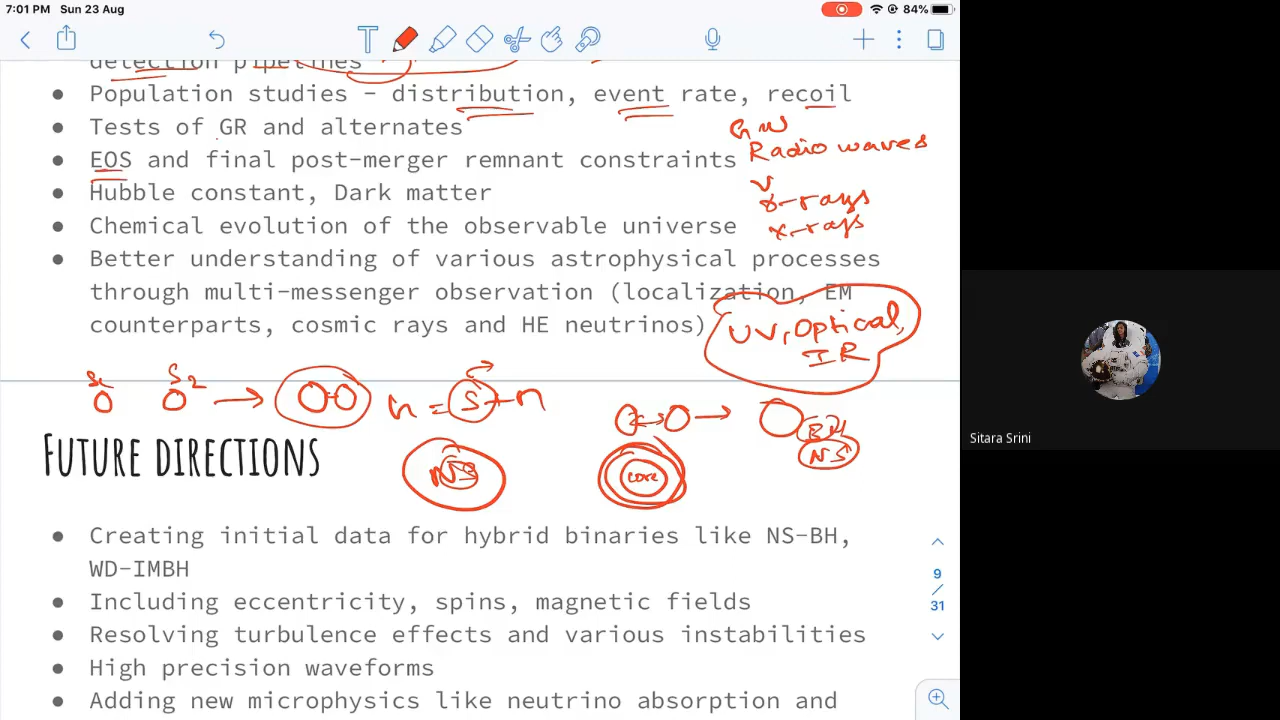 7:01 PM Sun 23 Aug 84%
detection pipelines
● Population studies - distribution, event rate, recoil
● Tests of GR and alternates
GW
● EOS and final post-merger remnant constraints
Radio waves
● Hubble constant, Dark matter
γ-rays
● Chemical evolution of the observable universe
x-rays
● Better understanding of various astrophysical processes
through multi-messenger observation (localization, EM
counterparts, cosmic rays and HE neutrinos)
UV, Optical,
IR
S1 S2
n = S + n
BH
NS
FUTURE DIRECTIONS
NS
core
● Creating initial data for hybrid binaries like NS-BH,
WD-IMBH
● Including eccentricity, spins, magnetic fields
● Resolving turbulence effects and various instabilities
● High precision waveforms
● Adding new microphysics like neutrino absorption and
9
/
31
Sitara Srini